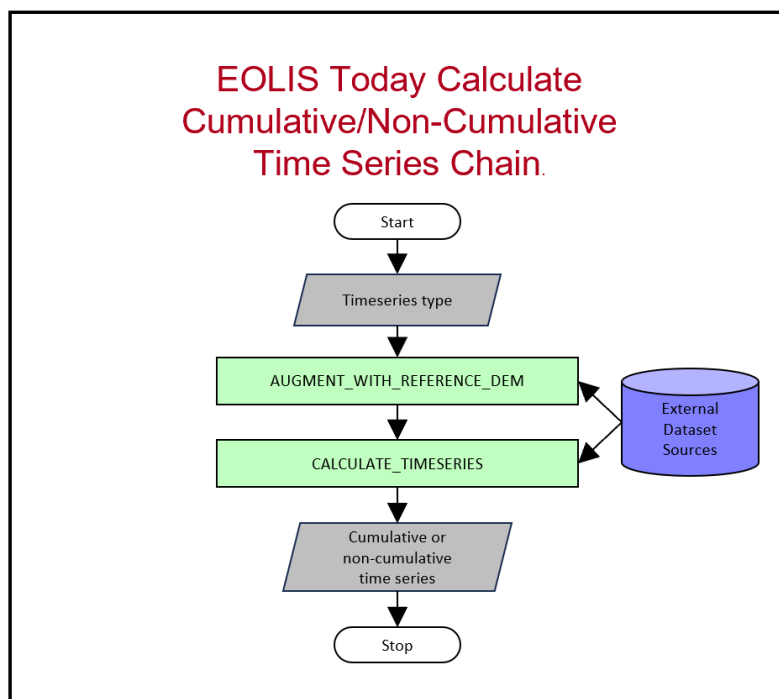 EOLIS Today Calculate
Cumulative/Non-Cumulative
Time Series Chain.
Start
Timeseries type
AUGMENT_WITH_REFERENCE_DEM
External
Dataset
Sources
CALCULATE_TIMESERIES
Cumulative or
non-cumulative
time series
Stop